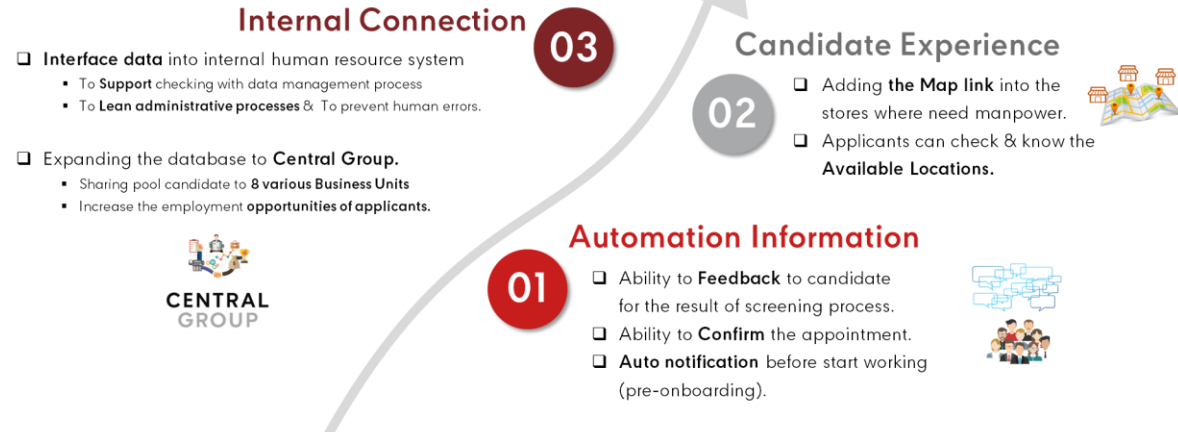 Internal Connection
03
❑ Interface data into internal human resource system
▪ To Support checking with data management process
▪ To Lean administrative processes & To prevent human errors.
❑ Expanding the database to Central Group.
▪ Sharing pool candidate to 8 various Business Units
▪ Increase the employment opportunities of applicants.
CENTRAL
GROUP
Candidate Experience
02
❑ Adding the Map link into the
stores where need manpower.
❑ Applicants can check & know the
Available Locations.
Automation Information
01
❑ Ability to Feedback to candidate
for the result of screening process.
❑ Ability to Confirm the appointment.
❑ Auto notification before start working
(pre-onboarding).